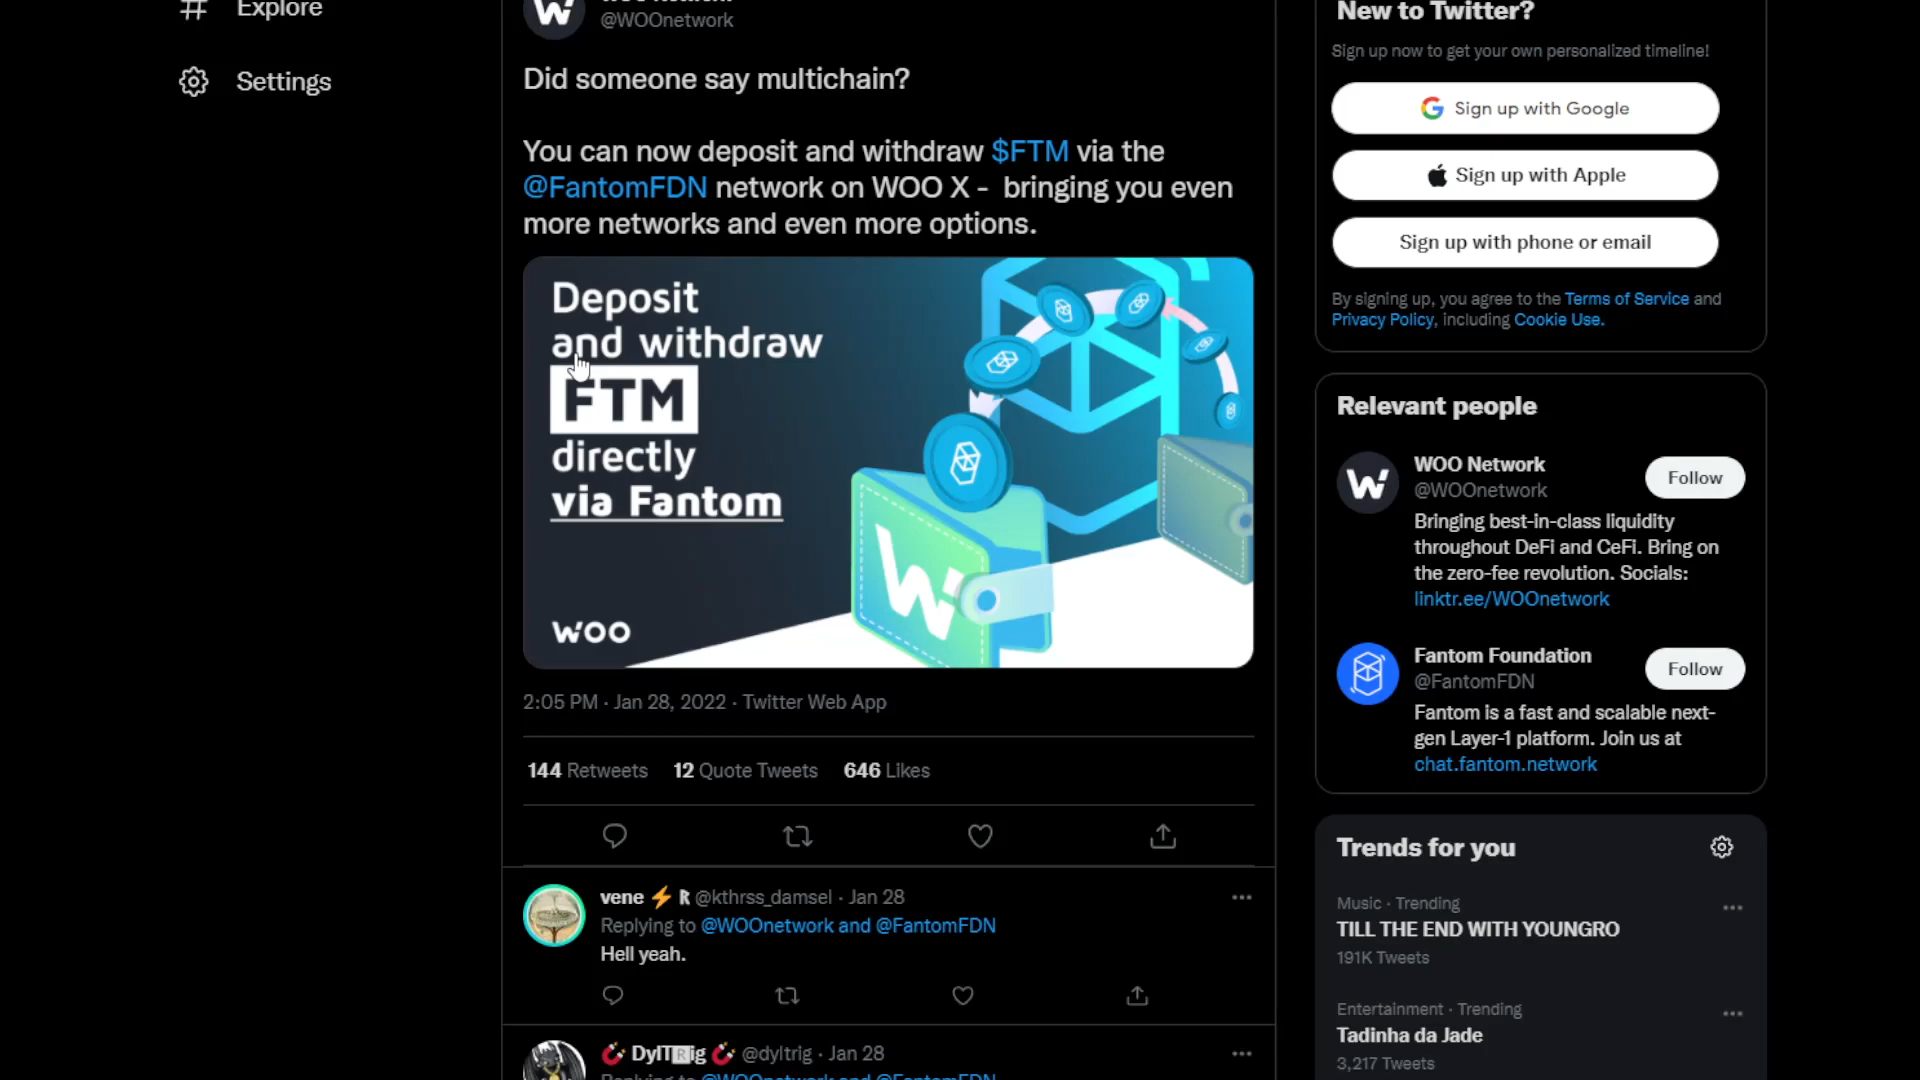 Explore
Settings
@WOOnetwork
Did someone say multichain?
You can now deposit and withdraw $FTM via the
@FantomFDN network on WOO X - bringing you even
more networks and even more options.
Deposit
and withdraw
FTM
directly
via Fantom
WOO
2:05 PM · Jan 28, 2022 · Twitter Web App
144 Retweets 12 Quote Tweets 646 Likes
vene ⚡ R @kthrss_damsel · Jan 28
Replying to @WOOnetwork and @FantomFDN
Hell yeah.
DylTRig @dyltrig · Jan 28
Replying to @WOOnetwork and @FantomFDN
New to Twitter?
Sign up now to get your own personalized timeline!
Sign up with Google
Sign up with Apple
Sign up with phone or email
By signing up, you agree to the Terms of Service and
Privacy Policy, including Cookie Use.
Relevant people
WOO Network
@WOOnetwork
Follow
Bringing best-in-class liquidity
throughout DeFi and CeFi. Bring on
the zero-fee revolution. Socials:
linktr.ee/WOOnetwork
Fantom Foundation
@FantomFDN
Follow
Fantom is a fast and scalable next-
gen Layer-1 platform. Join us at
chat.fantom.network
Trends for you
Music · Trending
TILL THE END WITH YOUNGRO
191K Tweets
Entertainment · Trending
Tadinha da Jade
3,217 Tweets